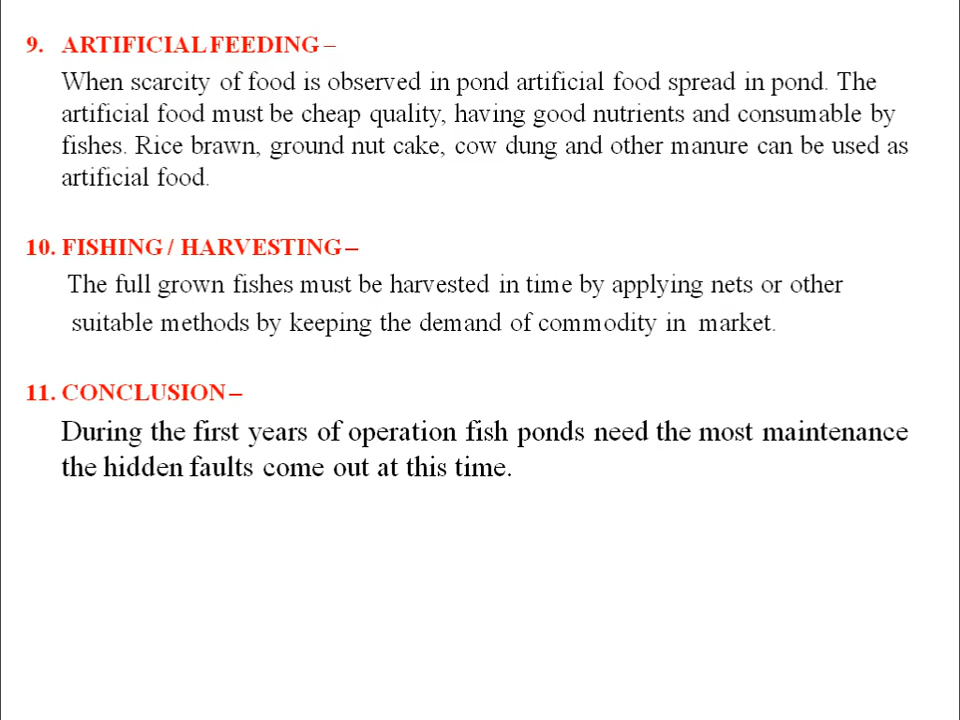 9. ARTIFICIAL FEEDING –
When scarcity of food is observed in pond artificial food spread in pond. The
artificial food must be cheap quality, having good nutrients and consumable by
fishes. Rice brawn, ground nut cake, cow dung and other manure can be used as
artificial food.
10. FISHING / HARVESTING –
The full grown fishes must be harvested in time by applying nets or other
suitable methods by keeping the demand of commodity in market.
11. CONCLUSION –
During the first years of operation fish ponds need the most maintenance
the hidden faults come out at this time.